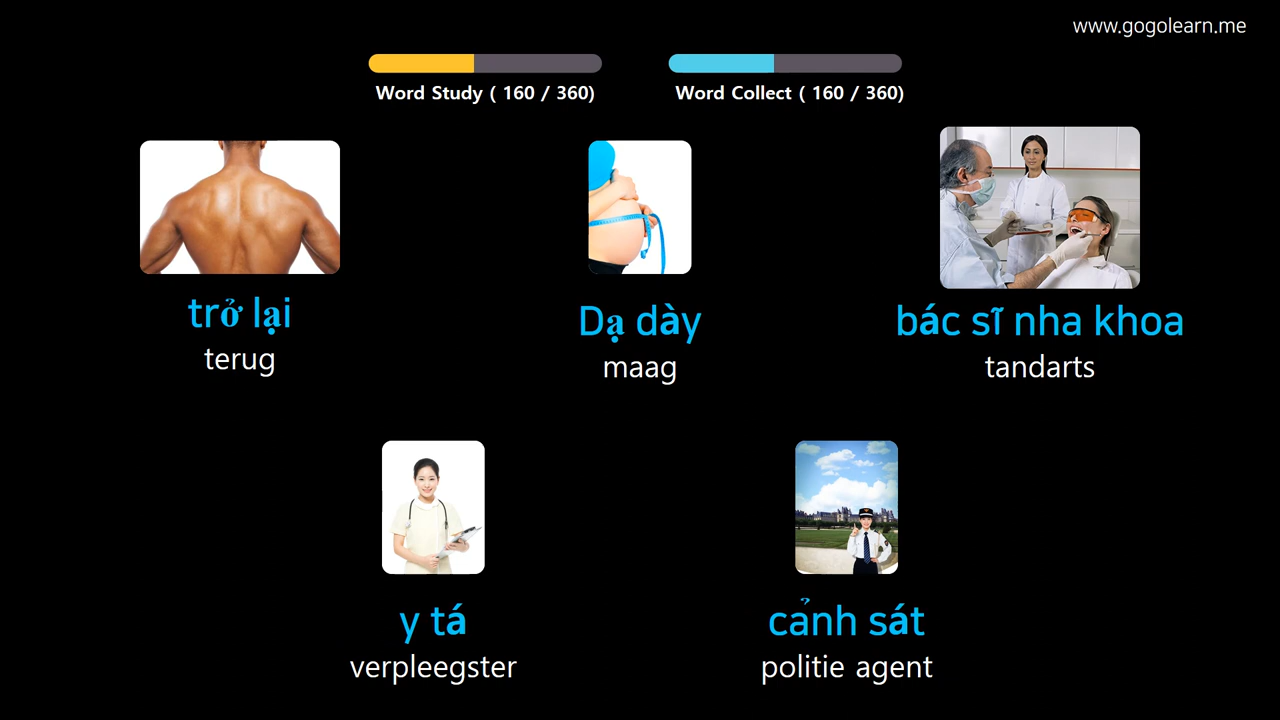 www.gogolearn.me
Word Study ( 160 / 360)
Word Collect ( 160 / 360)
trở lại
terug
Dạ dày
maag
bác sĩ nha khoa
tandarts
y tá
verpleegster
cảnh sát
politie agent